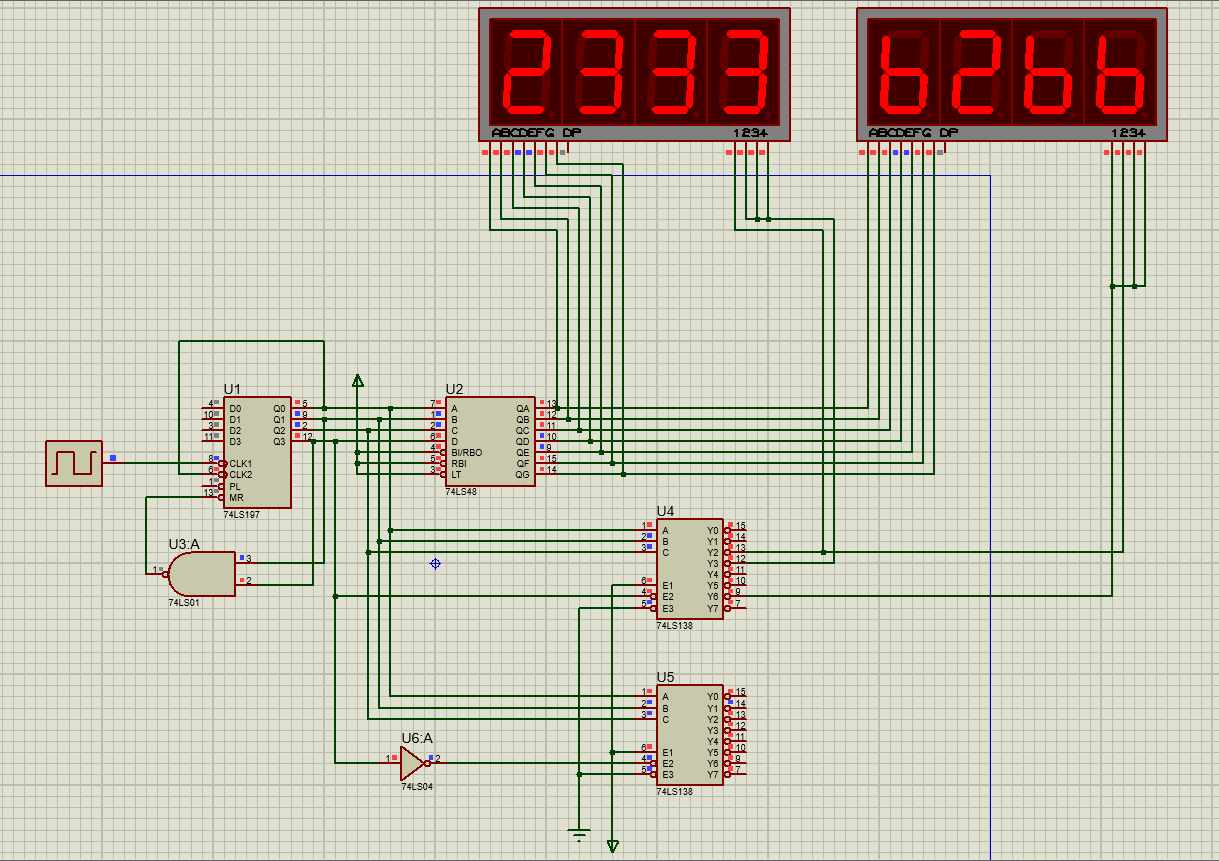 2333
6266
ABCDEFG DP
1234
ABCDEFG DP
1234
U1
4 D0 Q0 5
10 D1 Q1 9
3 D2 Q2 2
11 D3 Q3 12
8 CLK1
6 CLK2
1 PL
13 MR
74LS197
U2
7 A QA 13
1 B QB 12
2 C QC 11
6 D QD 10
4 BI/RBO QE 9
5 RBI QF 15
3 LT QG 14
74LS48
U3:A
3
1
2
74LS01
U4
1 A Y0 15
2 B Y1 14
3 C Y2 13
Y3 12
Y4 11
6 E1 Y5 10
4 E2 Y6 9
5 E3 Y7 7
74LS138
U5
1 A Y0 15
2 B Y1 14
3 C Y2 13
Y3 12
Y4 11
6 E1 Y5 10
4 E2 Y6 9
5 E3 Y7 7
74LS138
U6:A
1 2
74LS04